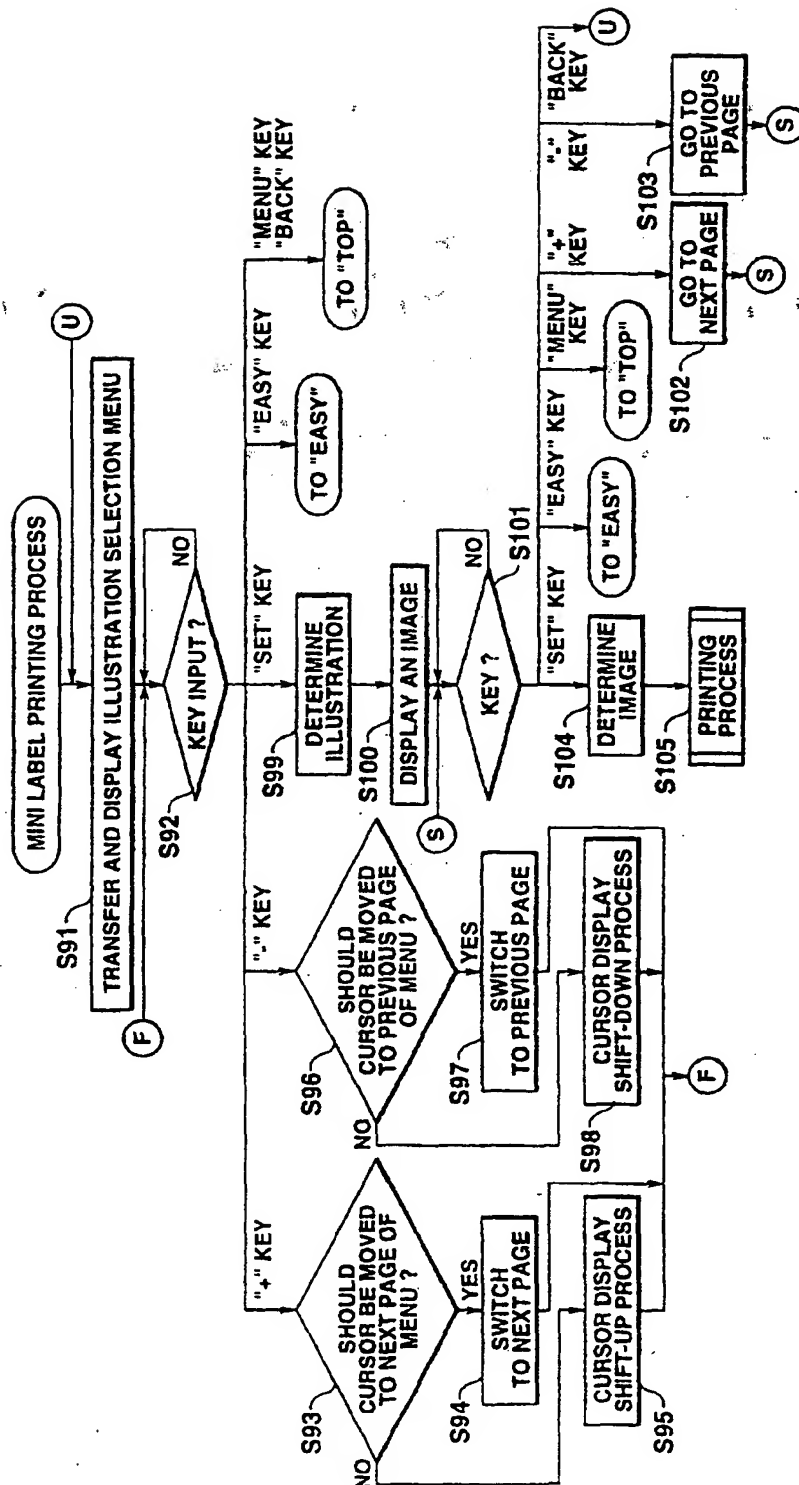 MINI LABEL PRINTING PROCESS
U
S91
TRANSFER AND DISPLAY ILLUSTRATION SELECTION MENU
F
S92
KEY INPUT ?
NO
"+" KEY
"-" KEY
"SET" KEY
"EASY" KEY
"MENU" KEY
"BACK" KEY
S93
SHOULD
CURSOR BE MOVED
TO NEXT PAGE OF
MENU ?
NO
YES
S94
SWITCH
TO NEXT PAGE
S95
CURSOR DISPLAY
SHIFT-UP PROCESS
S96
SHOULD
CURSOR BE MOVED
TO PREVIOUS PAGE
OF MENU ?
NO
YES
S97
SWITCH
TO PREVIOUS PAGE
S98
CURSOR DISPLAY
SHIFT-DOWN PROCESS
F
S99
DETERMINE
ILLUSTRATION
TO "EASY"
TO "TOP"
S100
DISPLAY AN IMAGE
S
KEY ?
NO
S101
"SET" KEY
"EASY" KEY
"MENU"
KEY
"+"
KEY
"-"
KEY
"BACK"
KEY
S104
DETERMINE
IMAGE
TO "EASY"
TO "TOP"
S102
GO TO
NEXT PAGE
S
S103
GO TO
PREVIOUS
PAGE
S
U
S105
PRINTING
PROCESS